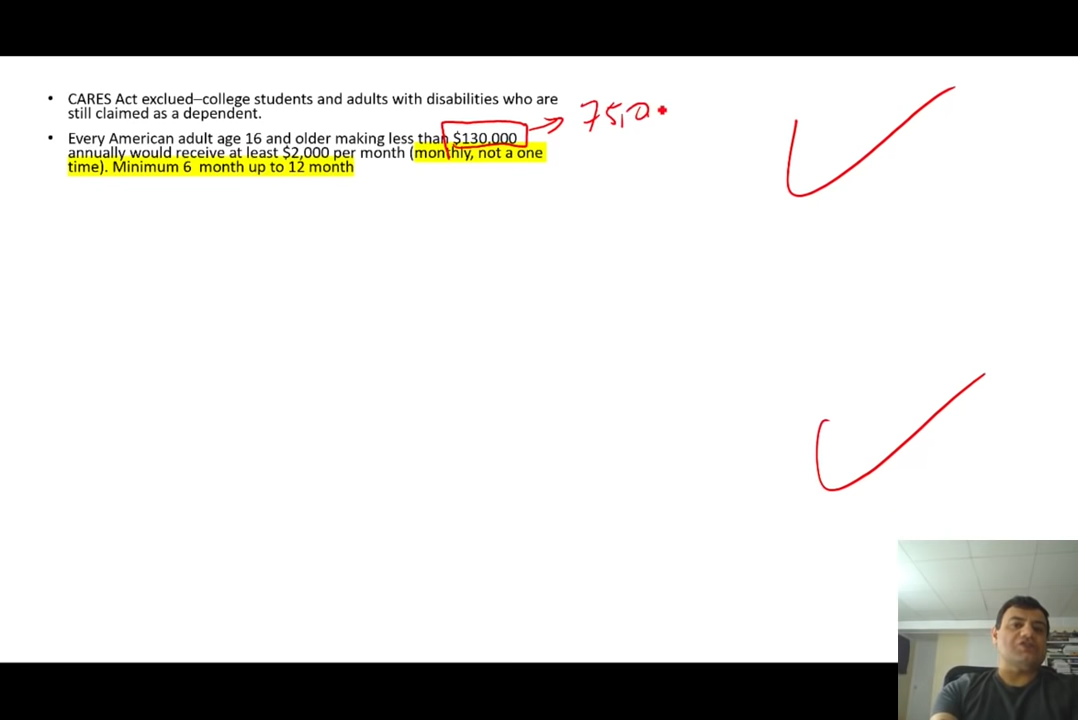 • CARES Act exclued–college students and adults with disabilities who are
still claimed as a dependent.
• Every American adult age 16 and older making less than $130,000
annually would receive at least $2,000 per month (monthly, not a one
time). Minimum 6 month up to 12 month
75,0